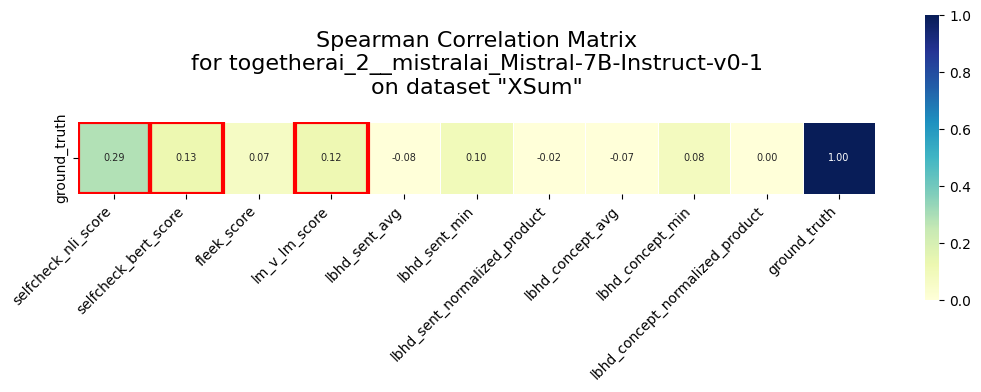 Spearman Correlation Matrix
for togetherai_2__mistralai_Mistral-7B-Instruct-v0-1
on dataset "XSum"
ground_truth
0.29 0.13 0.07 0.12 -0.08 0.10 -0.02 -0.07 0.08 0.00 1.00
selfcheck_nli_score
selfcheck_bert_score
fleek_score
lm_v_lm_score
lbhd_sent_avg
lbhd_sent_min
lbhd_sent_normalized_product
lbhd_concept_avg
lbhd_concept_min
lbhd_concept_normalized_product
ground_truth
1.0
0.8
0.6
0.4
0.2
0.0